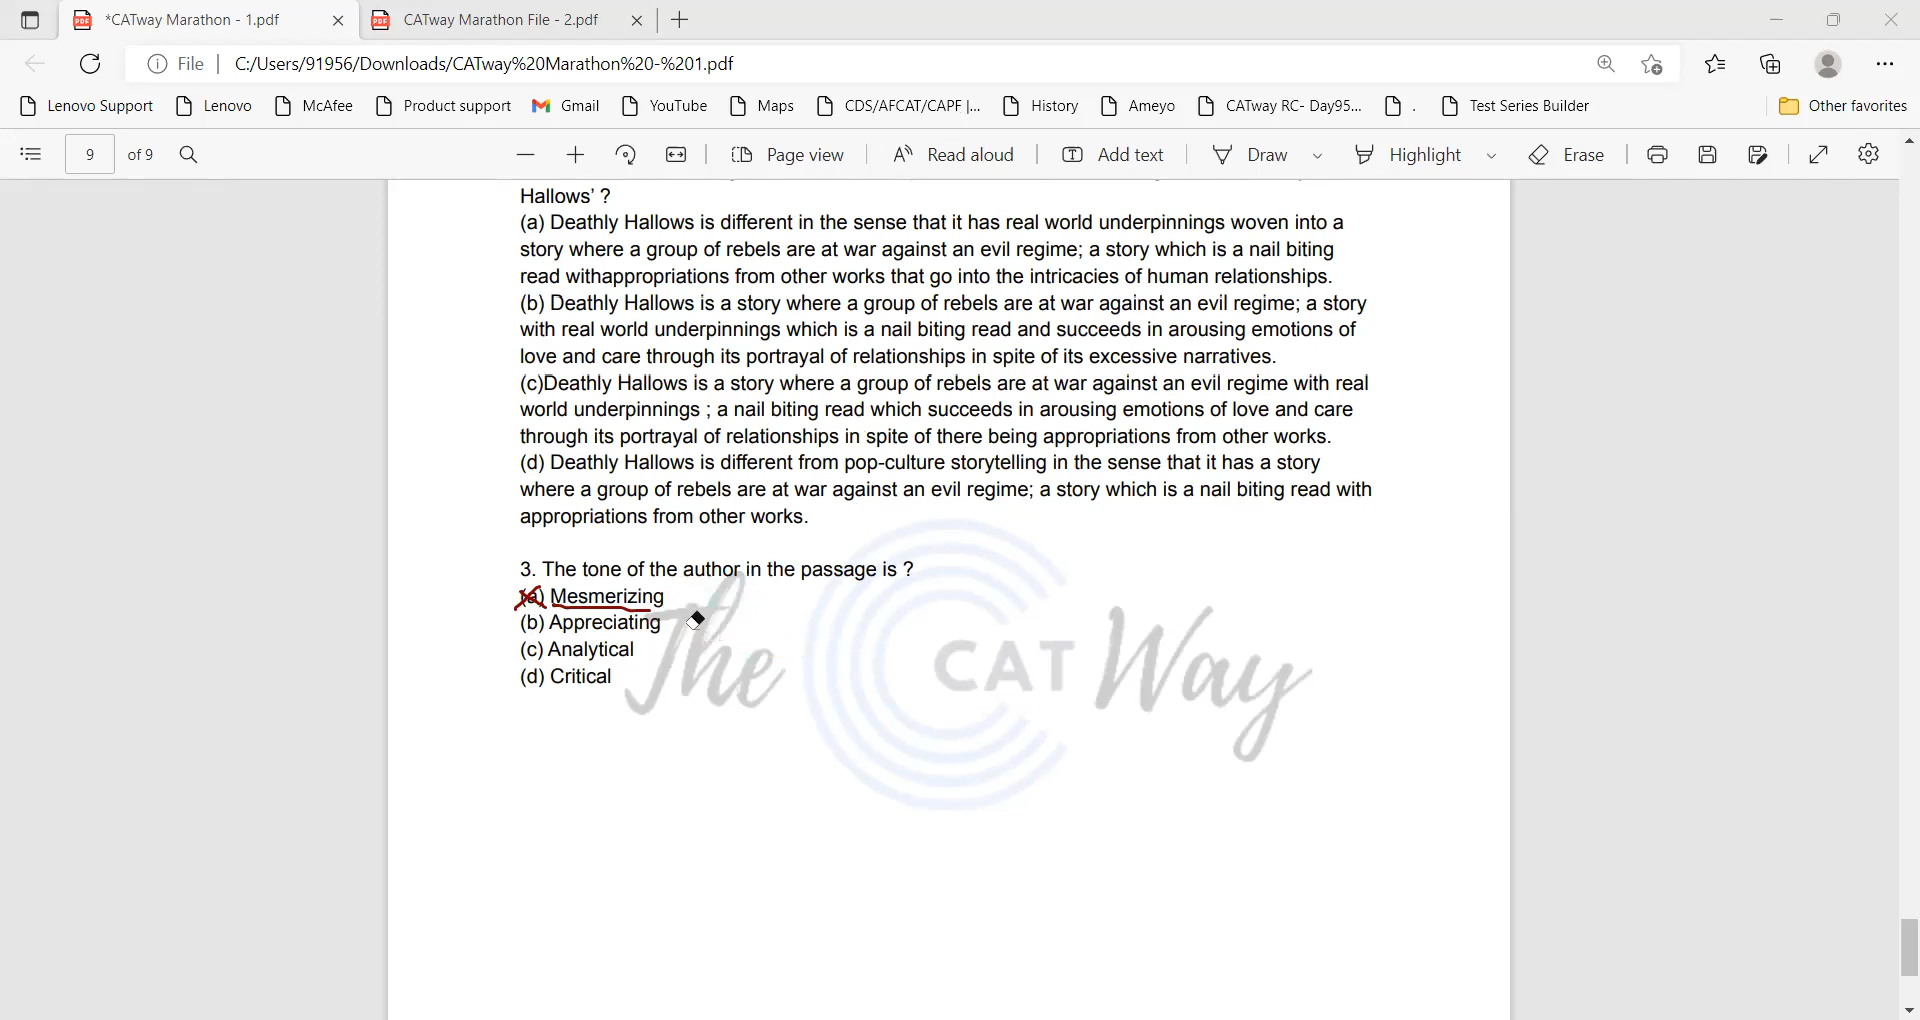 *CATway Marathon - 1.pdf
CATway Marathon File - 2.pdf
File
C:/Users/91956/Downloads/CATway%20Marathon%20-%201.pdf
Lenovo Support
Lenovo
McAfee
Product support
Gmail
YouTube
Maps
CDS/AFCAT/CAPF |...
History
Ameyo
CATway RC- Day95...
.
Test Series Builder
Other favorites
9
of 9
Page view
Read aloud
Add text
Draw
Highlight
Erase
Hallows' ?
(a) Deathly Hallows is different in the sense that it has real world underpinnings woven into a
story where a group of rebels are at war against an evil regime; a story which is a nail biting
read withappropriations from other works that go into the intricacies of human relationships.
(b) Deathly Hallows is a story where a group of rebels are at war against an evil regime; a story
with real world underpinnings which is a nail biting read and succeeds in arousing emotions of
love and care through its portrayal of relationships in spite of its excessive narratives.
(c)Deathly Hallows is a story where a group of rebels are at war against an evil regime with real
world underpinnings ; a nail biting read which succeeds in arousing emotions of love and care
through its portrayal of relationships in spite of there being appropriations from other works.
(d) Deathly Hallows is different from pop-culture storytelling in the sense that it has a story
where a group of rebels are at war against an evil regime; a story which is a nail biting read with
appropriations from other works.
3. The tone of the author in the passage is ?
(a) Mesmerizing
(b) Appreciating
(c) Analytical
(d) Critical
The CAT Way